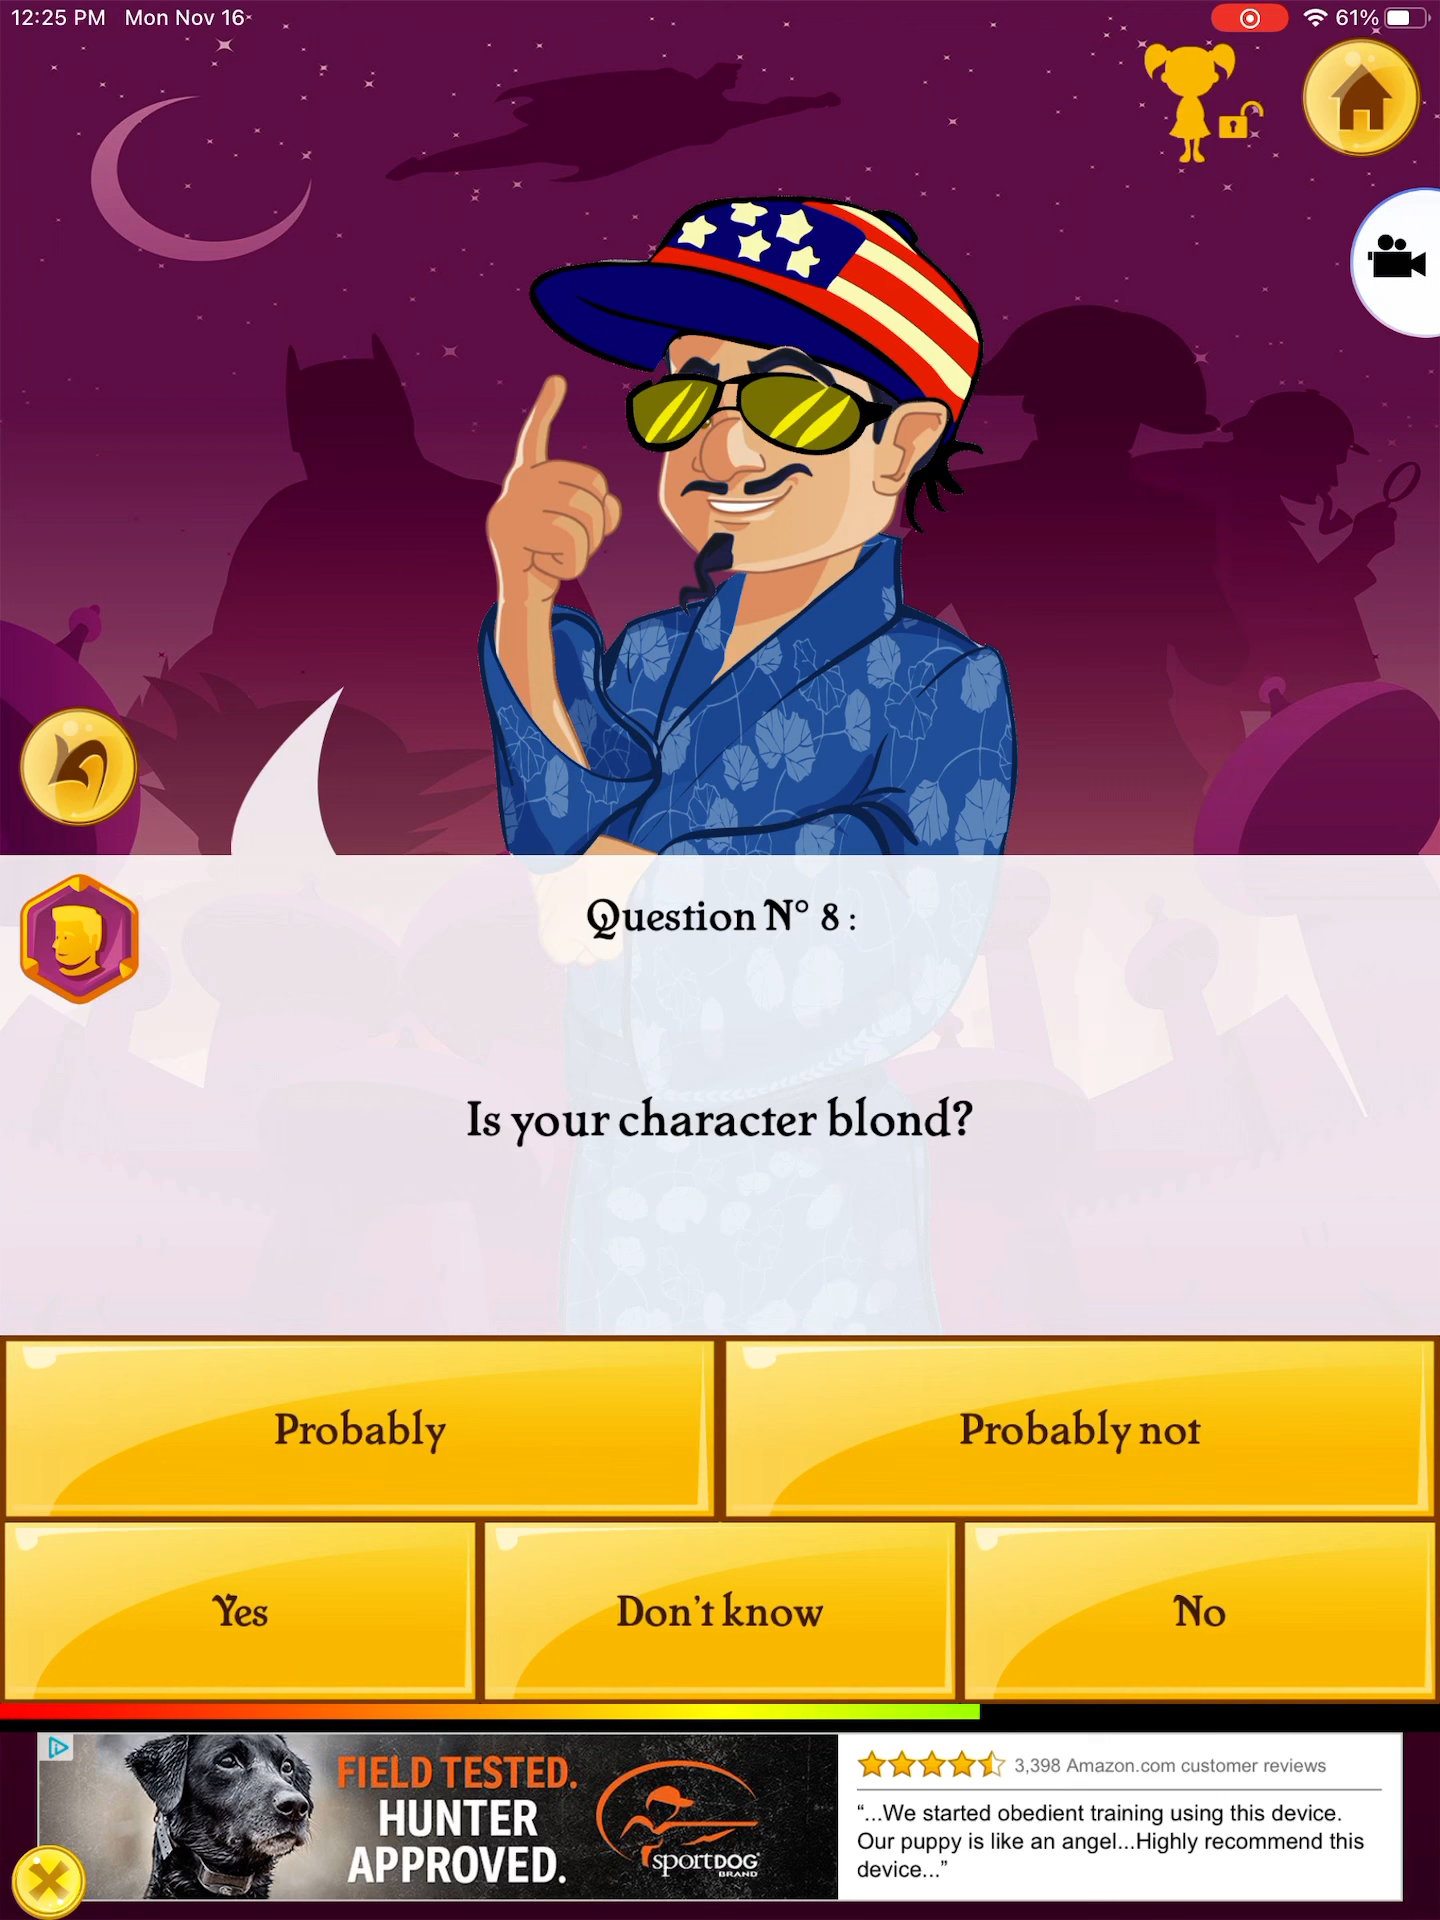 12:25 PM Mon Nov 16
61%
Question N° 8 :
Is your character blond?
Probably
Probably not
Yes
Don't know
No
FIELD TESTED.
HUNTER
APPROVED.
SPORTDOG
BRAND
3,398 Amazon.com customer reviews
“...We started obedient training using this device.
Our puppy is like an angel...Highly recommend this
device...”